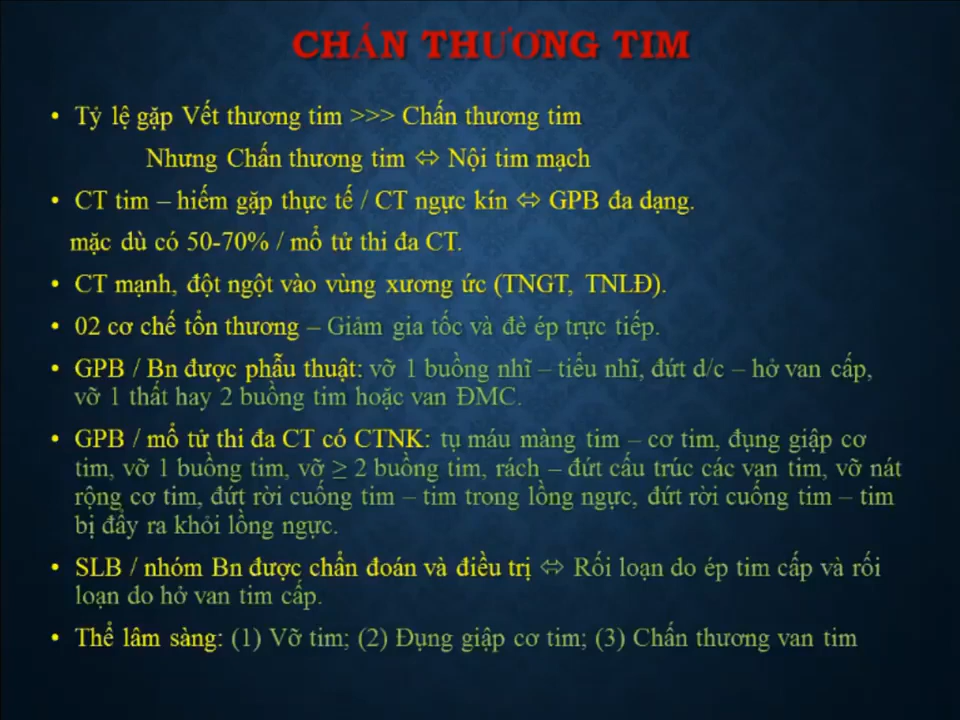 CHẤN THƯƠNG TIM
• Tỷ lệ gặp Vết thương tim >>> Chấn thương tim
Nhưng Chấn thương tim ⇔ Nội tim mạch
• CT tim – hiếm gặp thực tế / CT ngực kín ⇔ GPB đa dạng.
mặc dù có 50-70% / mổ tử thi đa CT.
• CT mạnh, đột ngột vào vùng xương ức (TNGT, TNLĐ).
• 02 cơ chế tổn thương – Giảm gia tốc và đè ép trực tiếp.
• GPB / Bn được phẫu thuật: vỡ 1 buồng nhĩ – tiểu nhĩ, đứt d/c – hở van cấp,
vỡ 1 thất hay 2 buồng tim hoặc van ĐMC.
• GPB / mổ tử thi đa CT có CTNK: tụ máu màng tim – cơ tim, đụng giập cơ
tim, vỡ 1 buồng tim, vỡ ≥ 2 buồng tim, rách – đứt cấu trúc các van tim, vỡ nát
rộng cơ tim, đứt rời cuống tim – tim trong lồng ngực, đứt rời cuống tim – tim
bị đẩy ra khỏi lồng ngực.
• SLB / nhóm Bn được chẩn đoán và điều trị ⇔ Rối loạn do ép tim cấp và rối
loạn do hở van tim cấp.
• Thể lâm sàng: (1) Vỡ tim; (2) Đụng giập cơ tim; (3) Chấn thương van tim